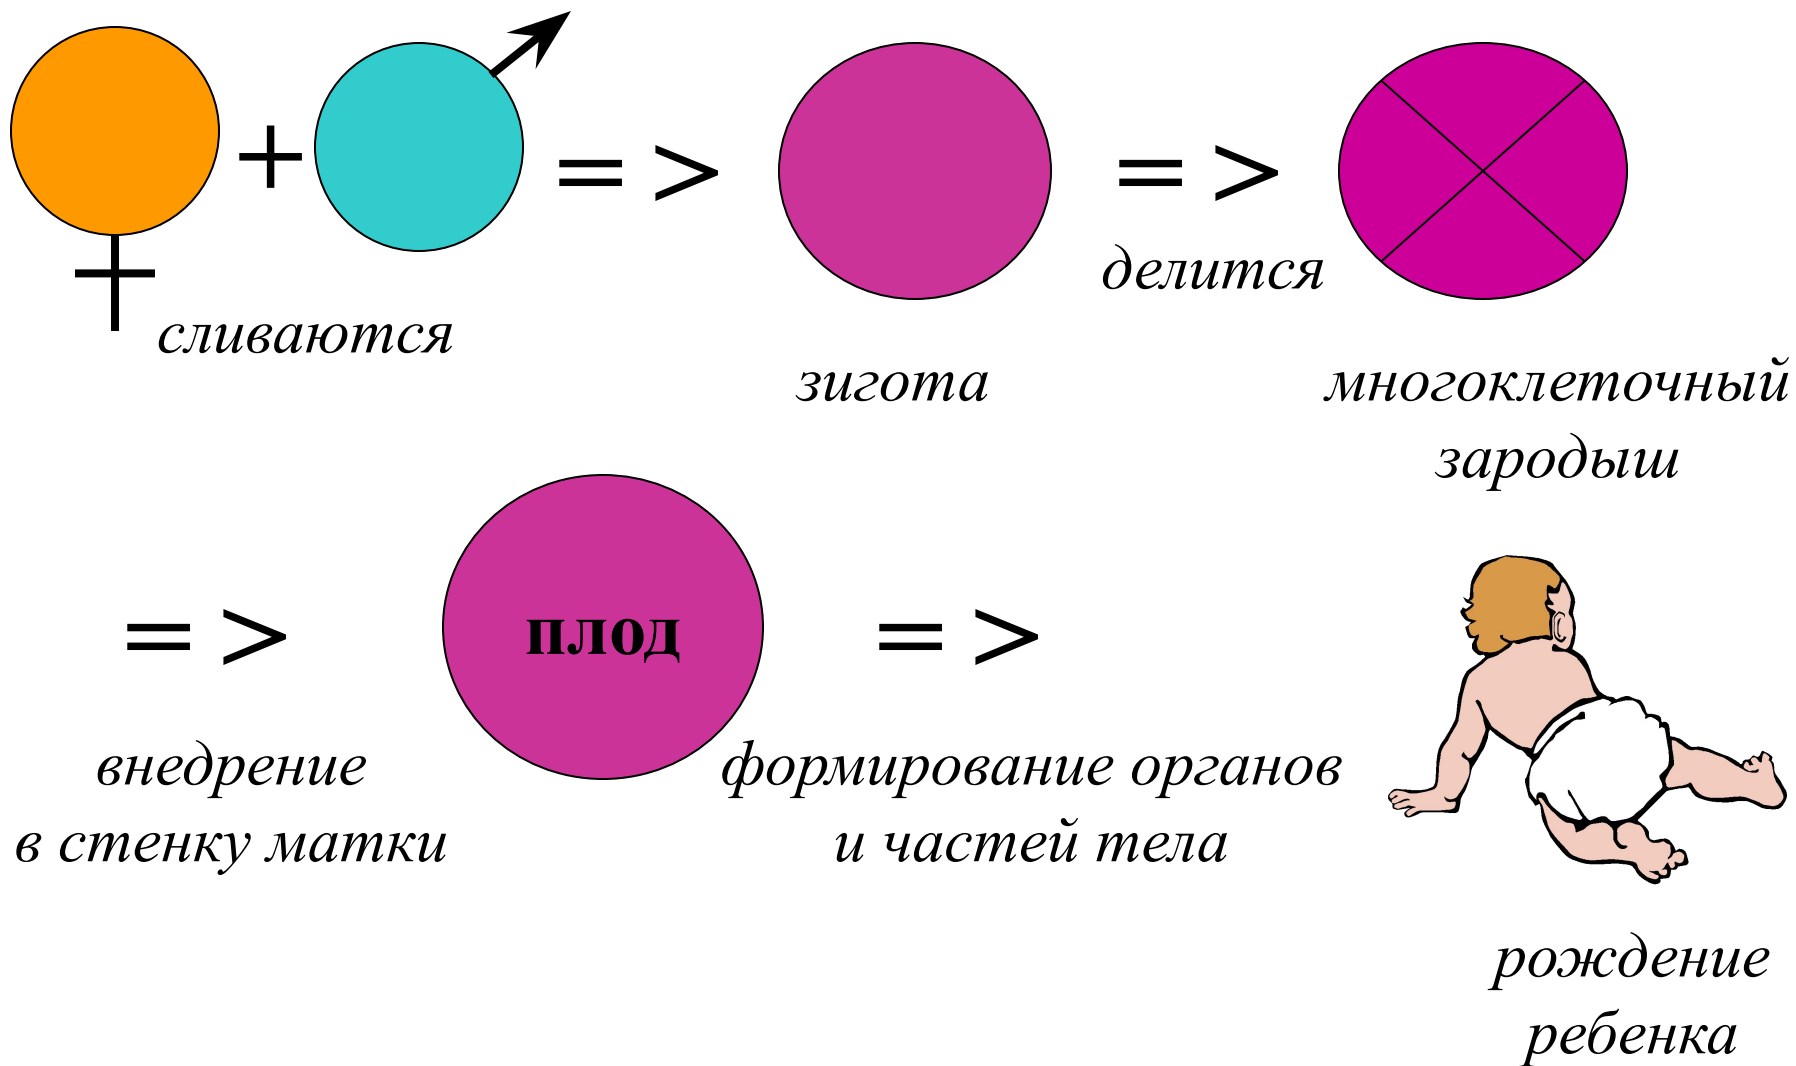 + => =>
сливаются
делится
зигота
многоклеточный
зародыш
=> плод =>
внедрение
в стенку матки
формирование органов
и частей тела
рождение
ребенка